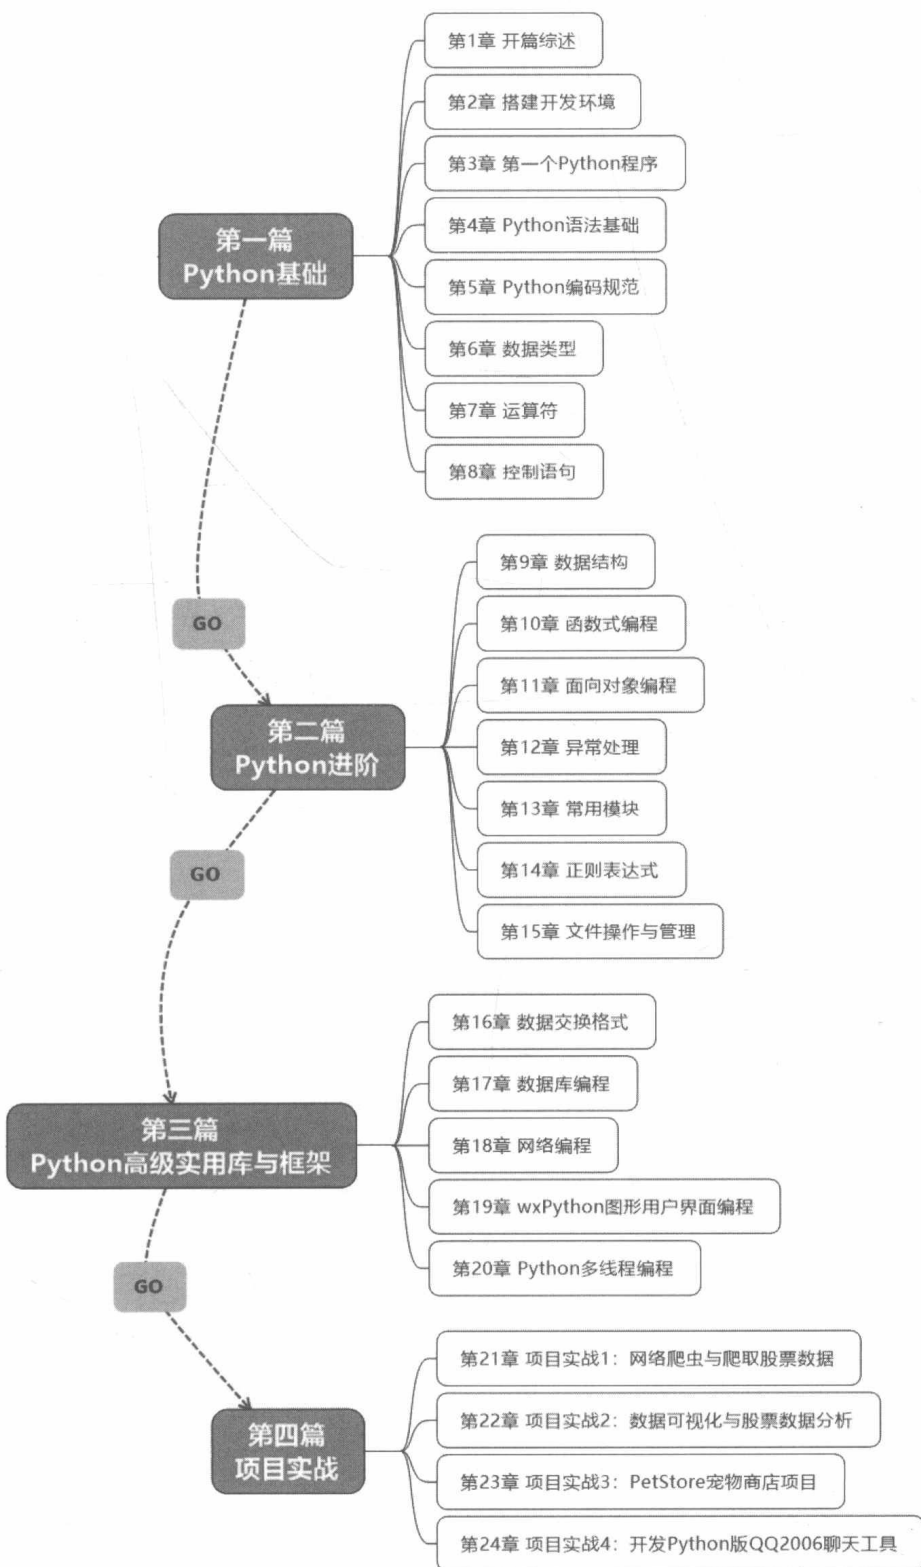 第一篇
Python基础
第1章 开篇综述
第2章 搭建开发环境
第3章 第一个Python程序
第4章 Python语法基础
第5章 Python编码规范
第6章 数据类型
第7章 运算符
第8章 控制语句
GO
第二篇
Python进阶
第9章 数据结构
第10章 函数式编程
第11章 面向对象编程
第12章 异常处理
第13章 常用模块
第14章 正则表达式
第15章 文件操作与管理
GO
第三篇
Python高级实用库与框架
第16章 数据交换格式
第17章 数据库编程
第18章 网络编程
第19章 wxPython图形用户界面编程
第20章 Python多线程编程
GO
第四篇
项目实战
第21章 项目实战1：网络爬虫与爬取股票数据
第22章 项目实战2：数据可视化与股票数据分析
第23章 项目实战3：PetStore宠物商店项目
第24章 项目实战4：开发Python版QQ2006聊天工具